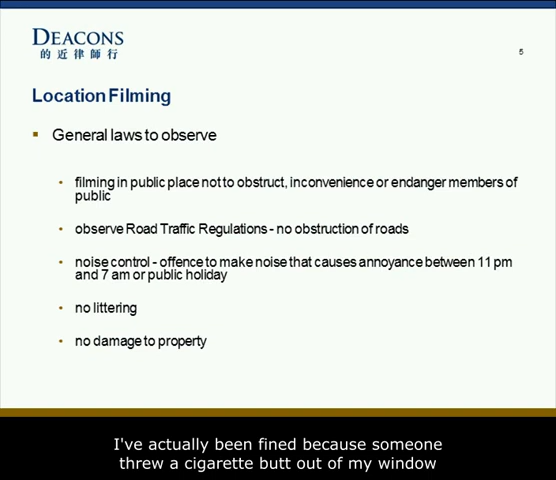 DEACONS
的近律師行
5
Location Filming
General laws to observe
filming in public place not to obstruct, inconvenience or endanger members of
public
observe Road Traffic Regulations - no obstruction of roads
noise control - offence to make noise that causes annoyance between 11 pm
and 7 am or public holiday
no littering
no damage to property
I've actually been fined because someone
threw a cigarette butt out of my window